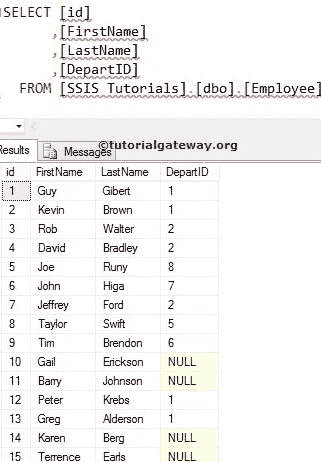 SELECT [id]
,[FirstName]
,[LastName]
,[DepartID]
FROM [SSIS Tutorials].[dbo].[Employee]
©tutorialgateway.org
Results Messages
id FirstName LastName DepartID
1 Guy Gibert 1
2 Kevin Brown 1
3 Rob Walter 2
4 David Bradley 2
5 Joe Runy 8
6 John Higa 7
7 Jeffrey Ford 2
8 Taylor Swift 5
9 Tim Brendon 6
10 Gail Erickson NULL
11 Barry Johnson NULL
12 Peter Krebs 1
13 Greg Alderson 1
14 Karen Berg NULL
15 Terrence Earls NULL